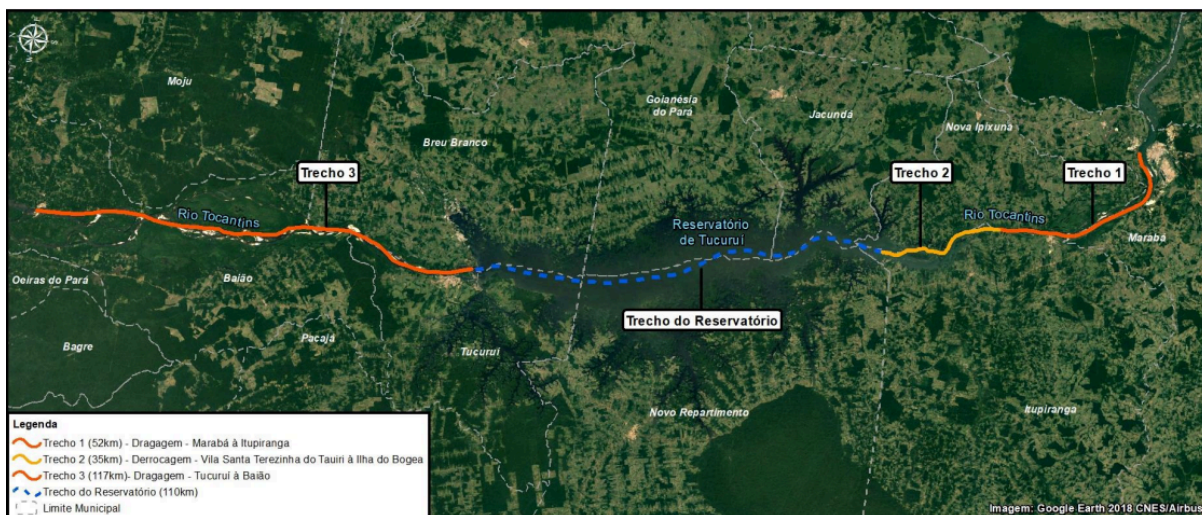 Moju
Goianésia
do Pará
Jacundá
Nova Ipixuna
Breu Branco
Trecho 3
Trecho 2
Trecho 1
Rio Tocantins
Reservatório
de Tucuruí
Rio Tocantins
Marabá
Oeiras do Pará
Baião
Trecho do Reservatório
Pacajá
Bagre
Tucuruí
Novo Repartimento
Itupiranga
Legenda
Trecho 1 (52km) - Dragagem - Marabá à Itupiranga
Trecho 2 (35km) - Derrocagem - Vila Santa Terezinha do Tauiri à Ilha do Bogea
Trecho 3 (117km)- Dragagem - Tucuruí à Baião
Trecho do Reservatório (110km)
Limite Municipal
Imagem: Google Earth 2018 CNES/Airbus